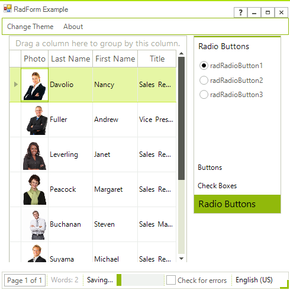 RadForm Example
Change Theme About
Drag a column here to group by this column.
Photo Last Name First Name Title
Davolio Nancy Sales Re...
Fuller Andrew Vice Pres...
Leverling Janet Sales Re...
Peacock Margaret Sales Re...
Buchanan Steven Sales Ma...
Suyama Michael Sales Re...
Radio Buttons
radRadioButton1
radRadioButton2
radRadioButton3
Buttons
Check Boxes
Radio Buttons
Page 1 of 1 Words: 2 Saving... Check for errors English (US)